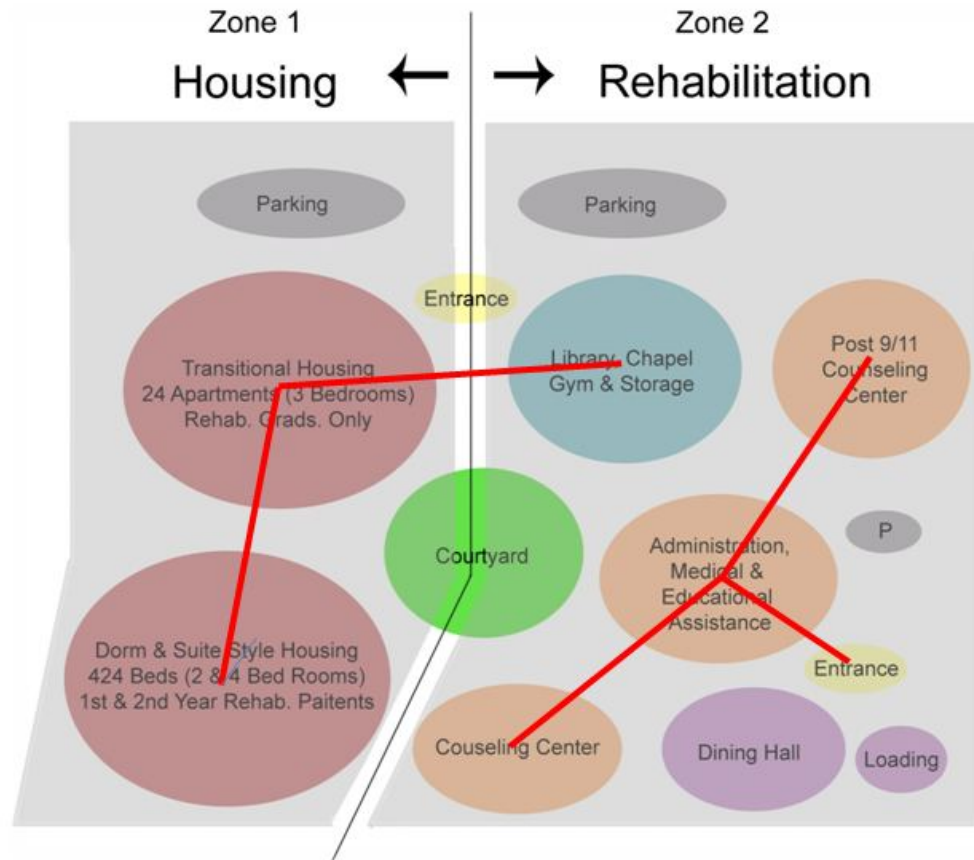 Zone 1
Zone 2
Housing
Rehabilitation
Parking
Parking
Entrance
Transitional Housing
24 Apartments (3 Bedrooms)
Rehab. Grads. Only
Library, Chapel
Gym & Storage
Post 9/11
Counseling
Center
Courtyard
Administration,
Medical &
Educational
Assistance
P
Dorm & Suite Style Housing
424 Beds (2 & 4 Bed Rooms)
1st & 2nd Year Rehab. Paitents
Entrance
Couseling Center
Dining Hall
Loading